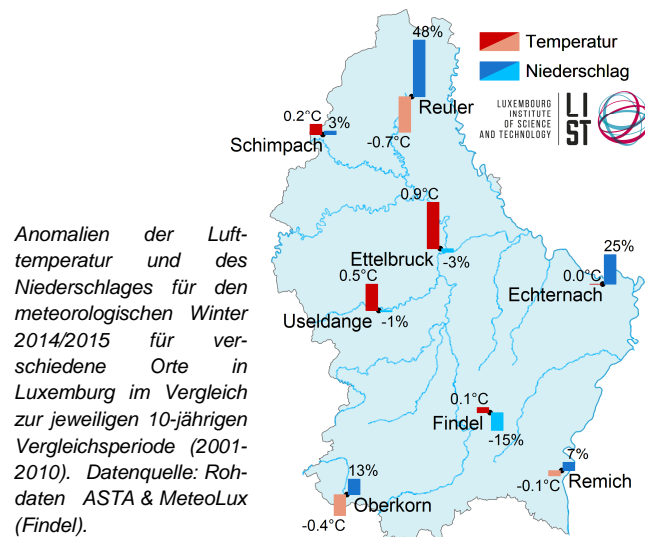 48%
Temperatur
Niederschlag
LUXEMBOURG
INSTITUTE
OF SCIENCE
AND TECHNOLOGY
LI
ST
Reuler
-0.7°C
0.2°C
3%
Schimpach
0.9°C
Ettelbruck
-3%
25%
0.0°C
Echternach
0.5°C
Useldange
-1%
Anomalien der Luft-
temperatur und des
Niederschlages für den
meteorologischen Winter
2014/2015 für ver-
schiedene Orte in
Luxemburg im Vergleich
zur jeweiligen 10-jährigen
Vergleichsperiode (2001-
2010). Datenquelle: Roh-
daten ASTA & MeteoLux
(Findel).
0.1°C
Findel
-15%
7%
-0.1°C
Remich
13%
Oberkorn
-0.4°C